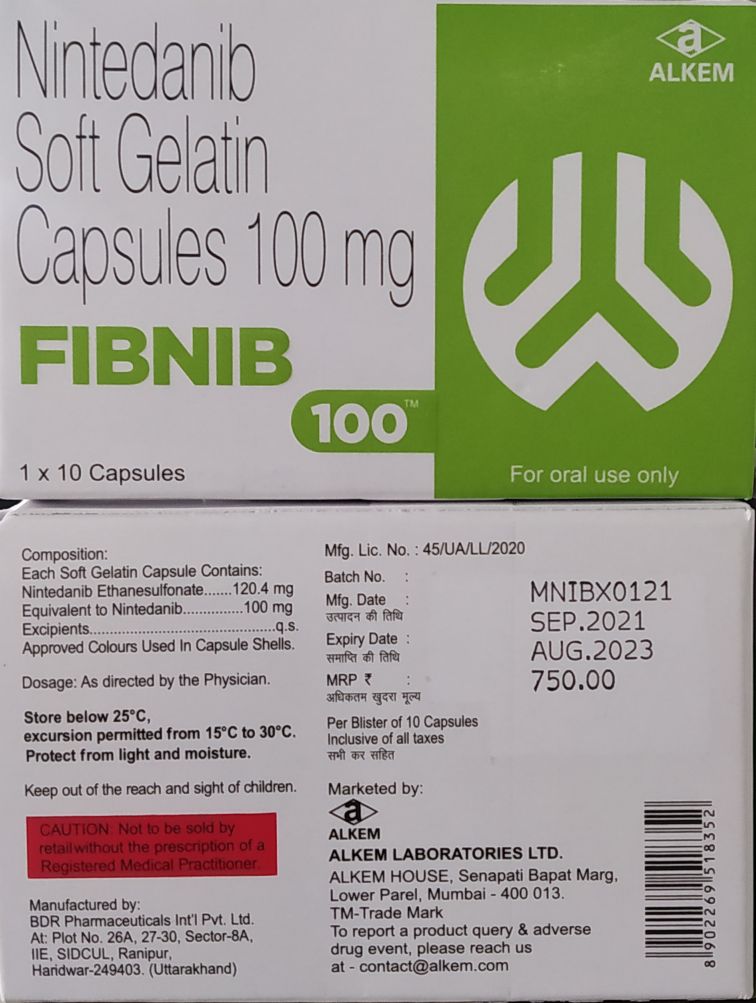 Nintedanib
Soft Gelatin
Capsules 100 mg
FIBNIB
100™
1 x 10 Capsules
a
ALKEM
For oral use only
Composition:
Each Soft Gelatin Capsule Contains:
Nintedanib Ethanesulfonate.......120.4 mg
Equivalent to Nintedanib...............100 mg
Excipients...........................................q.s.
Approved Colours Used In Capsule Shells.
Dosage: As directed by the Physician.
Store below 25°C,
excursion permitted from 15°C to 30°C.
Protect from light and moisture.
Keep out of the reach and sight of children.
CAUTION: Not to be sold by
retail without the prescription of a
Registered Medical Practitioner.
Manufactured by:
BDR Pharmaceuticals Int'l Pvt. Ltd.
At: Plot No. 26A, 27-30, Sector-8A,
IIE, SIDCUL, Ranipur,
Haridwar-249403. (Uttarakhand)
Mfg. Lic. No. : 45/UA/LL/2020
Batch No. : MNIBX0121
Mfg. Date : SEP.2021
उत्पादन की तिथि
Expiry Date : AUG.2023
समाप्ति की तिथि
MRP ₹ : 750.00
अधिकतम खुदरा मूल्य
Per Blister of 10 Capsules
Inclusive of all taxes
सभी कर सहित
Marketed by:
a
ALKEM
ALKEM LABORATORIES LTD.
ALKEM HOUSE, Senapati Bapat Marg,
Lower Parel, Mumbai - 400 013.
TM-Trade Mark
To report a product query & adverse
drug event, please reach us
at - contact@alkem.com
8 902269 518352